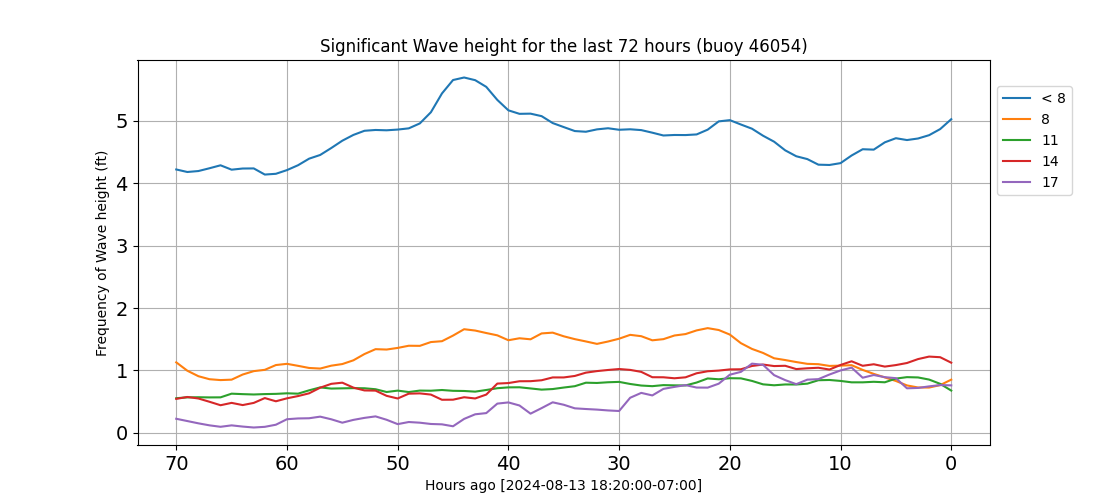 Significant Wave height for the last 72 hours (buoy 46054)
Frequency of Wave height (ft)
5
4
3
2
1
0
70 60 50 40 30 20 10 0
Hours ago [2024-08-13 18:20:00-07:00]
< 8
8
11
14
17